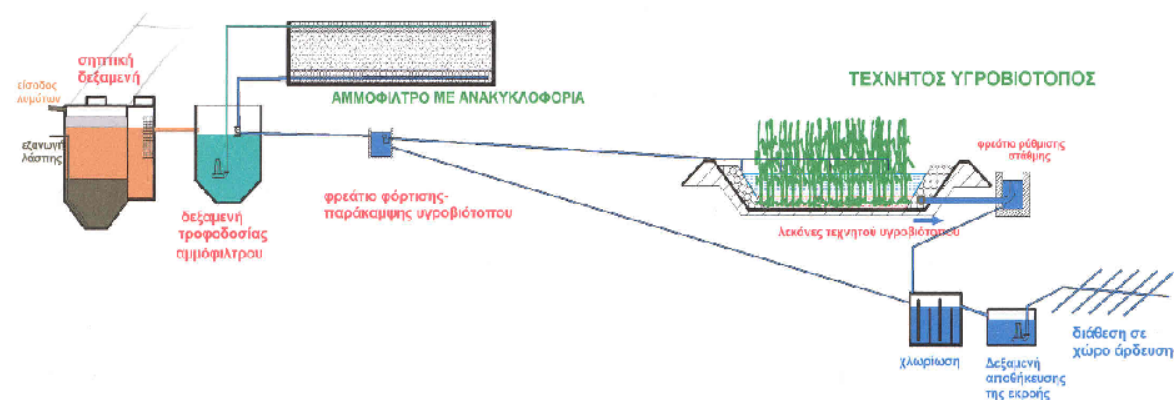 σηπτική
δεξαμενή
είσοδος
λυμάτων
εξαγωγή
λάσπης
δεξαμενή
τροφοδοσίας
αμμόφιλτρου
ΑΜΜΟΦΙΛΤΡΟ ΜΕ ΑΝΑΚΥΚΛΟΦΟΡΙΑ
φρεάτιο φόρτισης-
παράκαμψης υγροβιότοπου
ΤΕΧΝΗΤΟΣ ΥΓΡΟΒΙΟΤΟΠΟΣ
φρεάτιο ρύθμισης
στάθμης
λεκάνες τεχνητού υγροβιότοπου
χλωρίωση
Δεξαμενή
αποθήκευσης
της εκροής
διάθεση σε
χώρο άρδευση